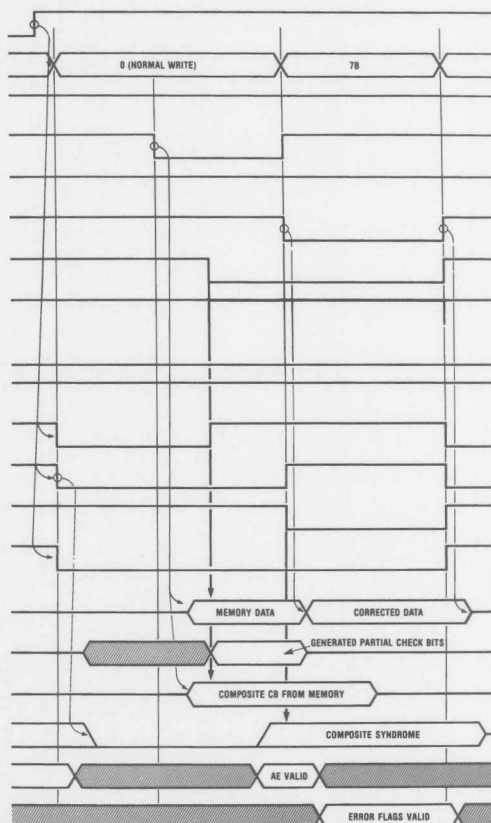 0 (NORMAL WRITE) 7B
MEMORY DATA CORRECTED DATA
GENERATED PARTIAL CHECK BITS
COMPOSITE CB FROM MEMORY
COMPOSITE SYNDROME
AE VALID
ERROR FLAGS VALID